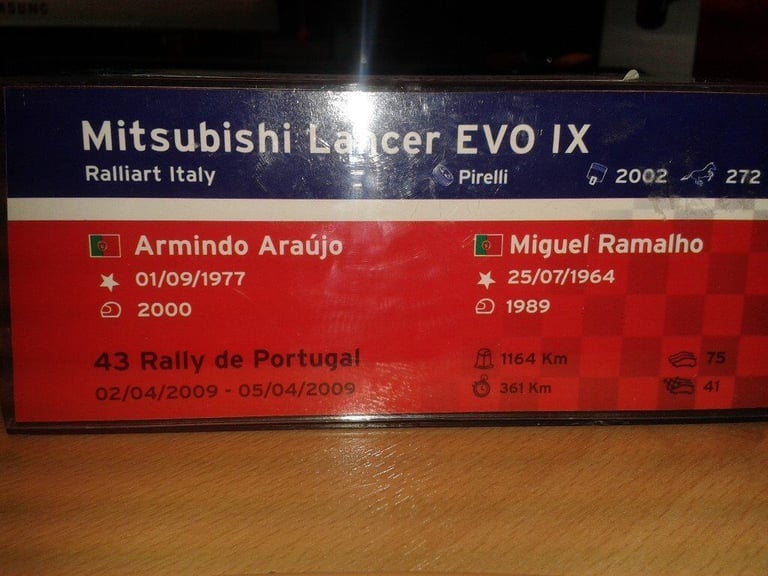 SUNG
Mitsubishi Lancer EVO IX
Ralliart Italy Pirelli 2002 272
Armindo Araújo Miguel Ramalho
01/09/1977 25/07/1964
2000 1989
43 Rally de Portugal 1164 Km 75
02/04/2009 - 05/04/2009 361 Km 41